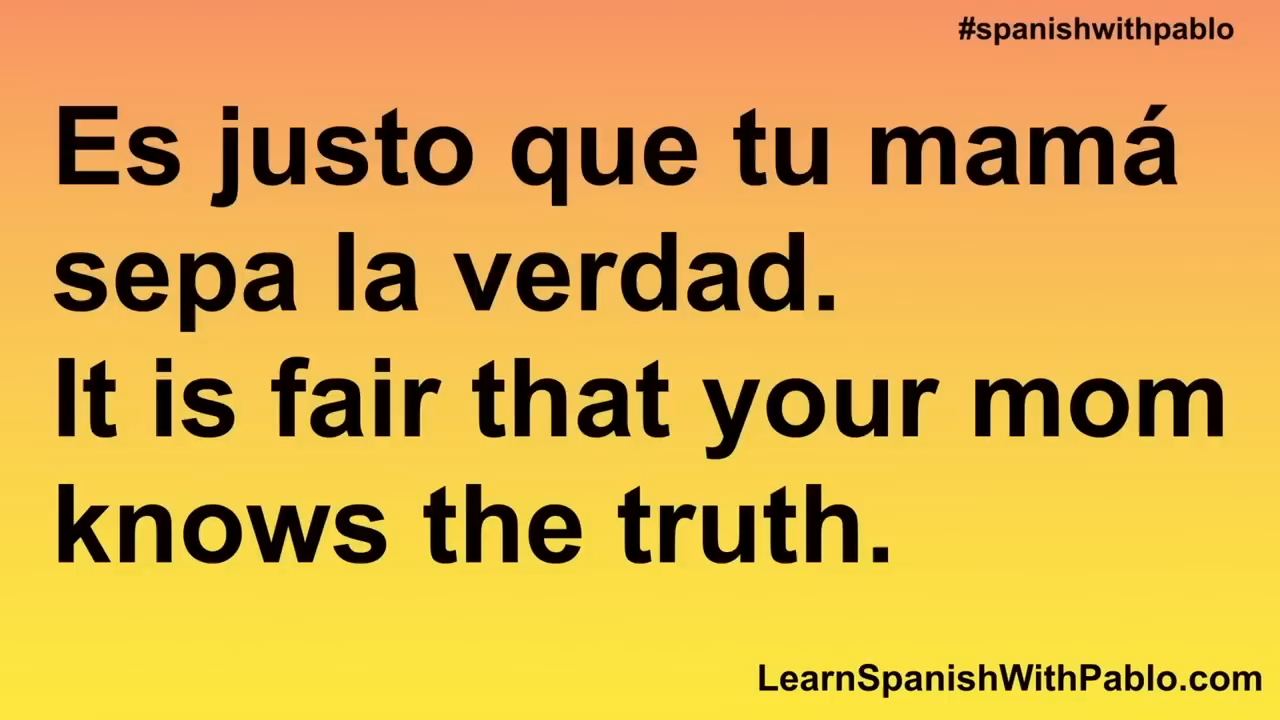 #spanishwithpablo
Es justo que tu mamá
sepa la verdad.
It is fair that your mom
knows the truth.
LearnSpanishWithPablo.com